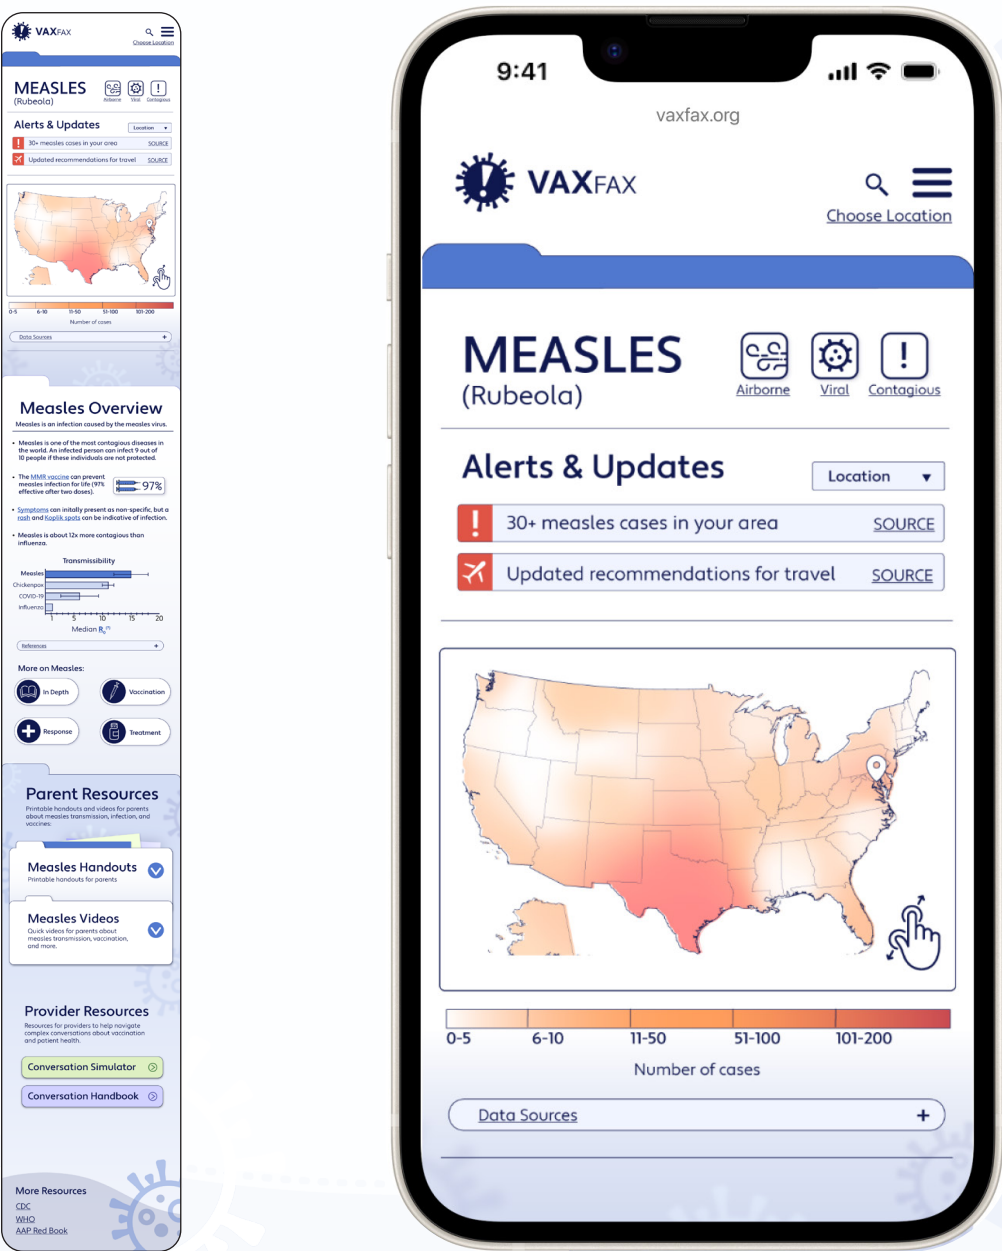 VAXFAX
Choose Location
MEASLES
(Rubeola)
Airborne
Viral
Contagious
Alerts & Updates
Location
30+ measles cases in your area
SOURCE
Updated recommendations for travel
SOURCE
0-5
6-10
11-50
51-100
101-200
Number of cases
Data Sources
+
Measles Overview
Measles is an infection caused by the measles virus.
• Measles is one of the most contagious diseases in
the world. An infected person can infect 9 out of
10 people if these individuals are not protected.
• The MMR vaccine can prevent
measles infection for life (97%
effective after two doses).
97%
• Symptoms can initally present as non-specific, but a
rash and Koplik spots can be indicative of infection.
• Measles is about 12x more contagious than
influenza.
Transmissibility
Measles
Chickenpox
COVID-19
Influenza
1
5
10
15
20
Median R
References
+
More on Measles:
In Depth
Vaccination
Response
Treatment
Parent Resources
Printable handouts and videos for parents
about measles transmission, infection, and
vaccines.
Measles Handouts
Printable handouts for parents
Measles Videos
Quick videos for parents about
measles transmission, vaccination,
and more.
Provider Resources
Resources for providers to help navigate
complex conversations about vaccination
and patient health.
Conversation Simulator
Conversation Handbook
More Resources
CDC
WHO
AAP Red Book
9:41
vaxfax.org
VAXFAX
Choose Location
MEASLES
(Rubeola)
Airborne
Viral
Contagious
Alerts & Updates
Location
30+ measles cases in your area
SOURCE
Updated recommendations for travel
SOURCE
0-5
6-10
11-50
51-100
101-200
Number of cases
Data Sources
+